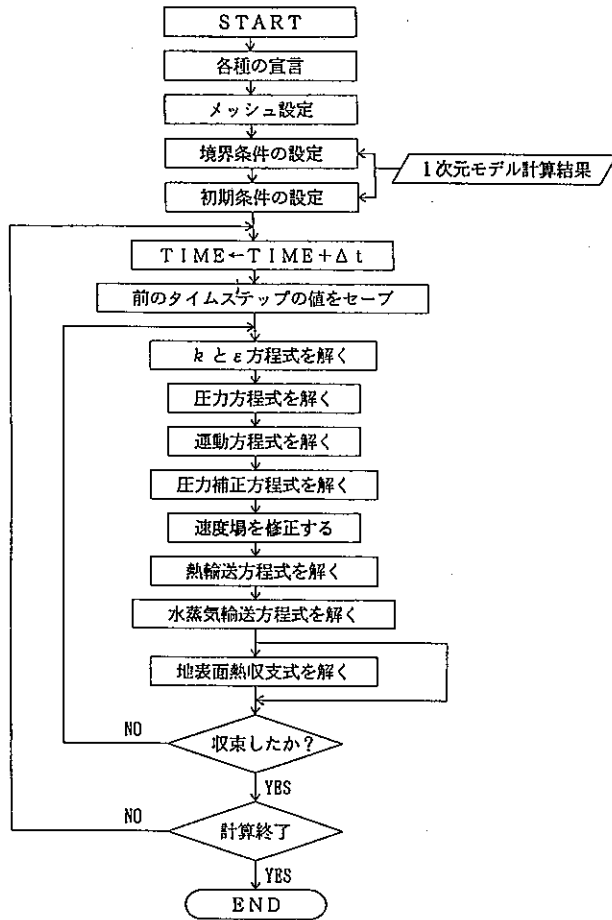 START
各種の宣言
メッシュ設定
境界条件の設定
1次元モデル計算結果
初期条件の設定
TIME←TIME+Δt
前のタイムステップの値をセーブ
kとε方程式を解く
圧力方程式を解く
運動方程式を解く
圧力補正方程式を解く
速度場を修正する
熱輸送方程式を解く
水蒸気輸送方程式を解く
地表面熱収支式を解く
NO
収束したか?
YES
NO
計算終了
YES
END